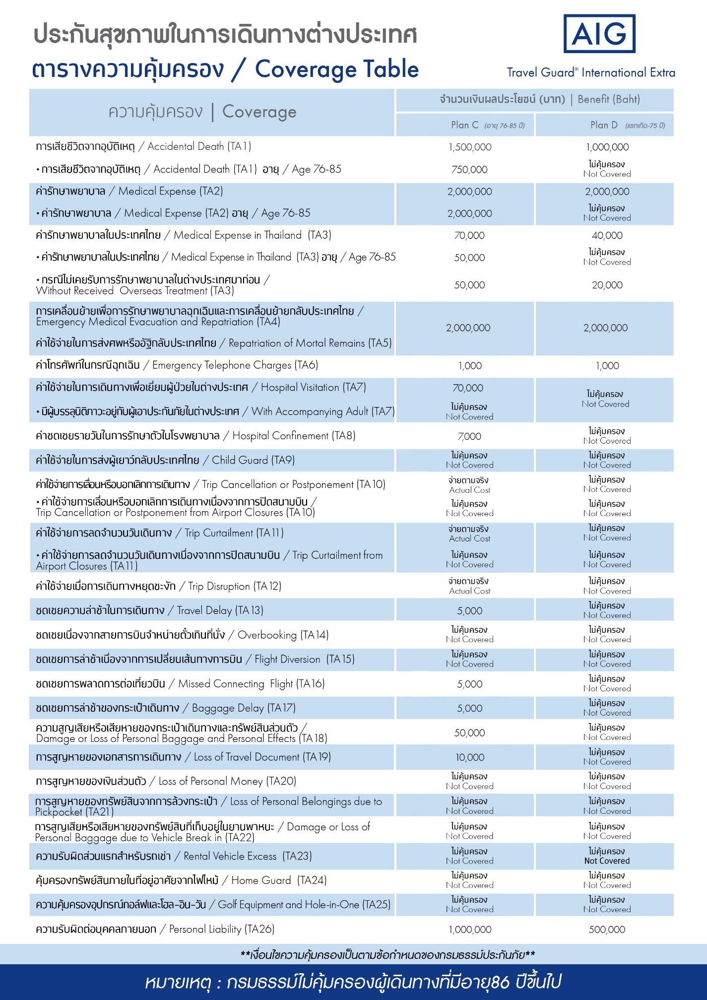 ประกันสุขภาพในการเดินทางต่างประเทศ
AIG
ตารางความคุ้มครอง / Coverage Table
Travel Guard® International Extra
ความคุ้มครอง | Coverage
จำนวนเงินผลประโยชน์ (บาท) | Benefit (Baht)
Plan C (อายุ 76-85 ปี)
Plan D (แรกเกิด-75 ปี)
การเสียชีวิตจากอุบัติเหตุ / Accidental Death (TA1)
1,500,000
1,000,000
• การเสียชีวิตจากอุบัติเหตุ / Accidental Death (TA1) อายุ / Age 76-85
750,000
ไม่คุ้มครอง
Not Covered
ค่ารักษาพยาบาล / Medical Expense (TA2)
2,000,000
2,000,000
• ค่ารักษาพยาบาล / Medical Expense (TA2) อายุ / Age 76-85
2,000,000
ไม่คุ้มครอง
Not Covered
ค่ารักษาพยาบาลในประเทศไทย / Medical Expense in Thailand (TA3)
70,000
40,000
• ค่ารักษาพยาบาลในประเทศไทย / Medical Expense in Thailand (TA3) อายุ / Age 76-85
50,000
ไม่คุ้มครอง
Not Covered
• กรณีไม่เคยรับการรักษาพยาบาลในต่างประเทศมาก่อน /
Without Received Overseas Treatment (TA3)
50,000
20,000
การเคลื่อนย้ายเพื่อการรักษาพยาบาลฉุกเฉินและการเคลื่อนย้ายกลับประเทศไทย /
Emergency Medical Evacuation and Repatriation (TA4)
2,000,000
2,000,000
ค่าใช้จ่ายในการส่งศพหรืออัฐิกลับประเทศไทย / Repatriation of Mortal Remains (TA5)
ค่าโทรศัพท์ในกรณีฉุกเฉิน / Emergency Telephone Charges (TA6)
1,000
1,000
ค่าใช้จ่ายในการเดินทางเพื่อเยี่ยมผู้ป่วยในต่างประเทศ / Hospital Visitation (TA7)
70,000
ไม่คุ้มครอง
Not Covered
• มีผู้บรรลุนิติภาวะอยู่กับผู้เอาประกันภัยในต่างประเทศ / With Accompanying Adult (TA7)
ไม่คุ้มครอง
Not Covered
ค่าชดเชยรายวันในการรักษาตัวในโรงพยาบาล / Hospital Confinement (TA8)
7,000
ไม่คุ้มครอง
Not Covered
ค่าใช้จ่ายในการส่งผู้เยาว์กลับประเทศไทย / Child Guard (TA9)
ไม่คุ้มครอง
Not Covered
ไม่คุ้มครอง
Not Covered
ค่าใช้จ่ายการเลื่อนหรือบอกเลิกการเดินทาง / Trip Cancellation or Postponement (TA10)
จ่ายตามจริง
Actual Cost
ไม่คุ้มครอง
Not Covered
• ค่าใช้จ่ายการเลื่อนหรือบอกเลิกการเดินทางเนื่องจากการปิดสนามบิน /
Trip Cancellation or Postponement from Airport Closures (TA10)
ไม่คุ้มครอง
Not Covered
ไม่คุ้มครอง
Not Covered
ค่าใช้จ่ายการลดจำนวนวันเดินทาง / Trip Curtailment (TA11)
จ่ายตามจริง
Actual Cost
ไม่คุ้มครอง
Not Covered
• ค่าใช้จ่ายการลดจำนวนวันเดินทางเนื่องจากการปิดสนามบิน / Trip Curtailment from
Airport Closures (TA11)
ไม่คุ้มครอง
Not Covered
ไม่คุ้มครอง
Not Covered
ค่าใช้จ่ายเมื่อการเดินทางหยุดชะงัก / Trip Disruption (TA12)
จ่ายตามจริง
Actual Cost
ไม่คุ้มครอง
Not Covered
ชดเชยความล่าช้าในการเดินทาง / Travel Delay (TA13)
5,000
ไม่คุ้มครอง
Not Covered
ชดเชยเนื่องจากสายการบินจำหน่ายตั๋วเกินที่นั่ง / Overbooking (TA14)
ไม่คุ้มครอง
Not Covered
ไม่คุ้มครอง
Not Covered
ชดเชยการล่าช้าเนื่องจากการเปลี่ยนเส้นทางการบิน / Flight Diversion (TA15)
ไม่คุ้มครอง
Not Covered
ไม่คุ้มครอง
Not Covered
ชดเชยการพลาดการต่อเที่ยวบิน / Missed Connecting Flight (TA16)
5,000
ไม่คุ้มครอง
Not Covered
ชดเชยการล่าช้าของกระเป๋าเดินทาง / Baggage Delay (TA17)
5,000
ไม่คุ้มครอง
Not Covered
ความสูญเสียหรือเสียหายของกระเป๋าเดินทางและทรัพย์สินส่วนตัว /
Damage or Loss of Personal Baggage and Personal Effects (TA18)
50,000
ไม่คุ้มครอง
Not Covered
การสูญหายของเอกสารการเดินทาง / Loss of Travel Document (TA19)
10,000
ไม่คุ้มครอง
Not Covered
การสูญหายของเงินส่วนตัว / Loss of Personal Money (TA20)
ไม่คุ้มครอง
Not Covered
ไม่คุ้มครอง
Not Covered
การสูญหายของทรัพย์สินจากการล้วงกระเป๋า / Loss of Personal Belongings due to
Pickpocket (TA21)
ไม่คุ้มครอง
Not Covered
ไม่คุ้มครอง
Not Covered
การสูญเสียหรือเสียหายของทรัพย์สินที่เก็บอยู่ในยานพาหนะ / Damage or Loss of
Personal Baggage due to Vehicle Break in (TA22)
ไม่คุ้มครอง
Not Covered
ไม่คุ้มครอง
Not Covered
ความรับผิดส่วนแรกสำหรับรถเช่า / Rental Vehicle Excess (TA23)
ไม่คุ้มครอง
Not Covered
ไม่คุ้มครอง
Not Covered
คุ้มครองทรัพย์สินภายในที่อยู่อาศัยจากไฟไหม้ / Home Guard (TA24)
ไม่คุ้มครอง
Not Covered
ไม่คุ้มครอง
Not Covered
ความคุ้มครองอุปกรณ์กอล์ฟและโฮล-อิน-วัน / Golf Equipment and Hole-in-One (TA25)
ไม่คุ้มครอง
Not Covered
ไม่คุ้มครอง
Not Covered
ความรับผิดต่อบุคคลภายนอก / Personal Liability (TA26)
1,000,000
500,000
**เงื่อนไขความคุ้มครองเป็นตามข้อกำหนดของกรมธรรม์ประกันภัย**
หมายเหตุ : กรมธรรม์ไม่คุ้มครองผู้เดินทางที่มีอายุ86 ปีขึ้นไป